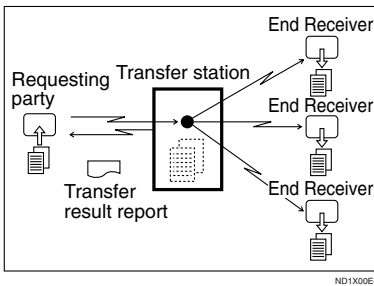 End Receiver
Requesting
party
Transfer station
End Receiver
Transfer
result report
End Receiver
ND1X00E